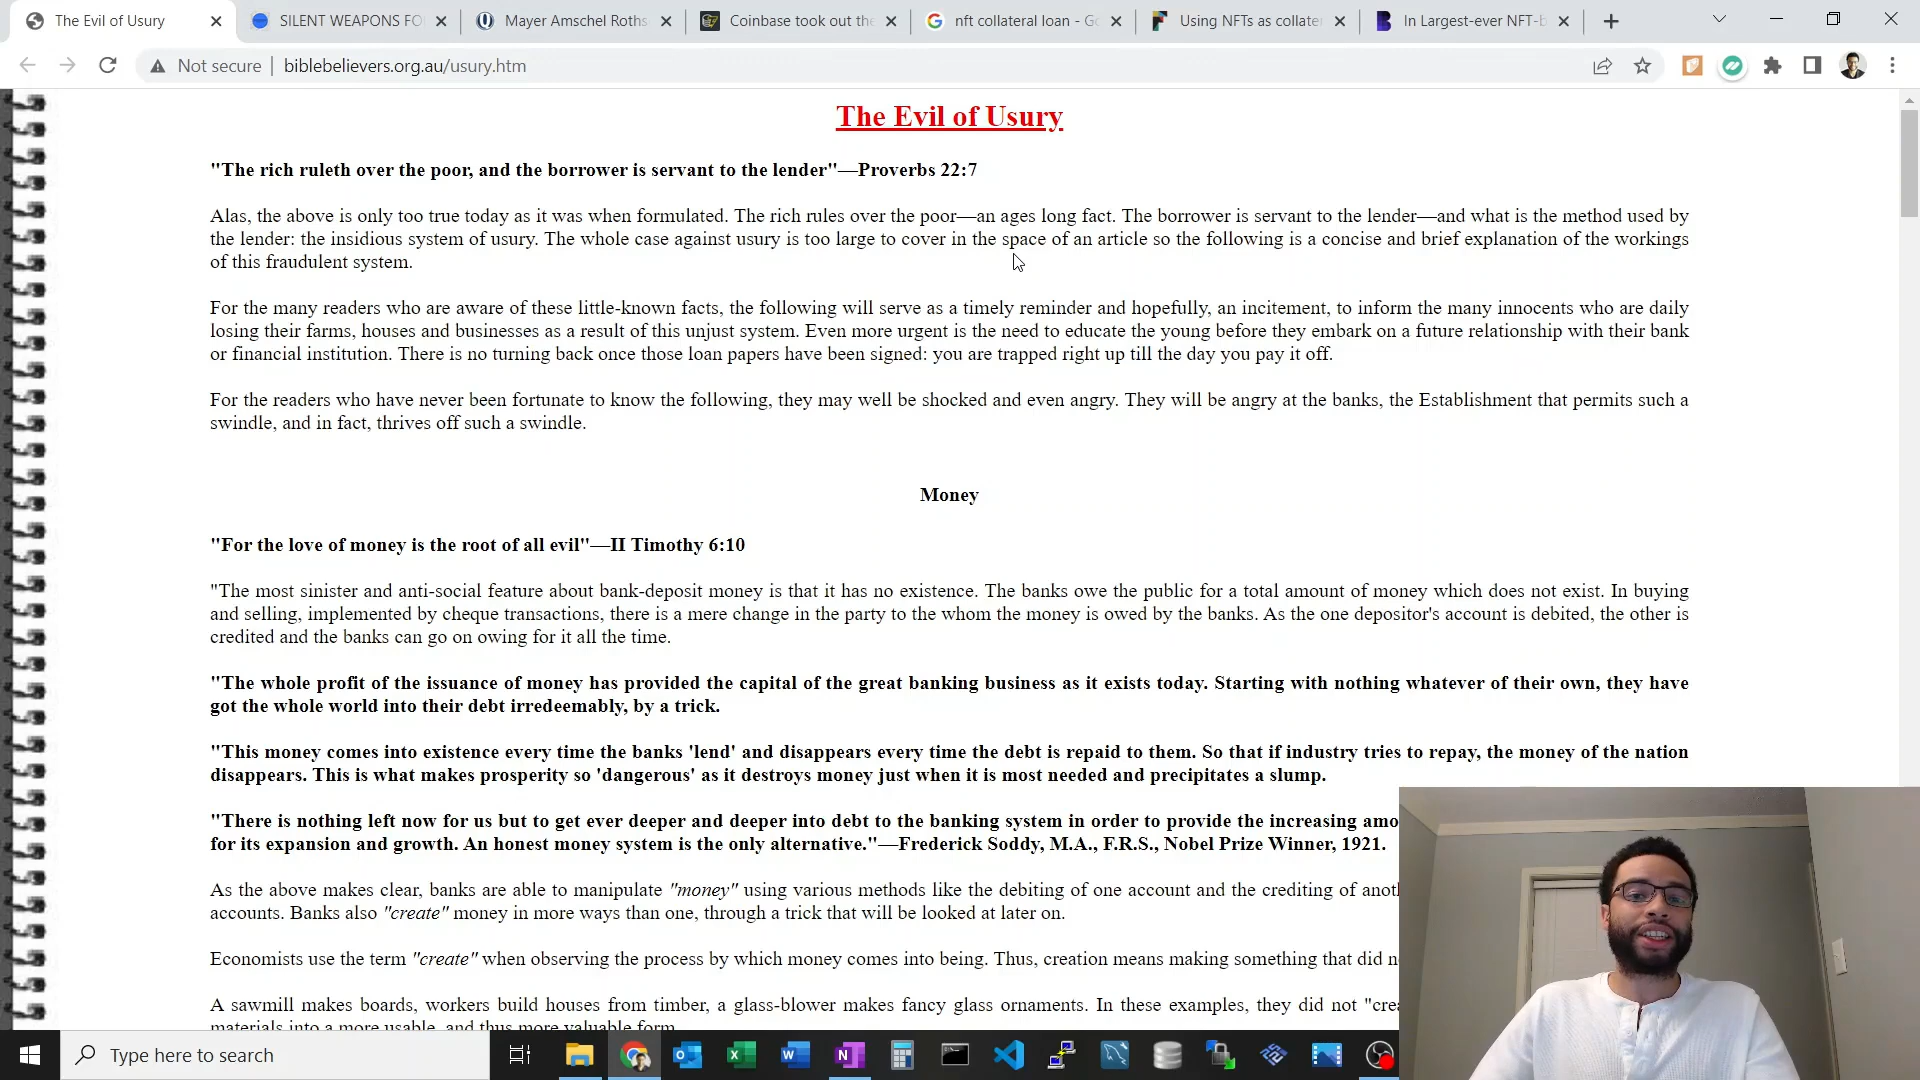 The Evil of Usury
SILENT WEAPONS FO
Mayer Amschel Roths
Coinbase took out the
nft collateral loan - Go
Using NFTs as collate
In Largest-ever NFT-b
Not secure | biblebelievers.org.au/usury.htm
The Evil of Usury
"The rich ruleth over the poor, and the borrower is servant to the lender"—Proverbs 22:7
Alas, the above is only too true today as it was when formulated. The rich rules over the poor—an ages long fact. The borrower is servant to the lender—and what is the method used by
the lender: the insidious system of usury. The whole case against usury is too large to cover in the space of an article so the following is a concise and brief explanation of the workings
of this fraudulent system.
For the many readers who are aware of these little-known facts, the following will serve as a timely reminder and hopefully, an incitement, to inform the many innocents who are daily
losing their farms, houses and businesses as a result of this unjust system. Even more urgent is the need to educate the young before they embark on a future relationship with their bank
or financial institution. There is no turning back once those loan papers have been signed: you are trapped right up till the day you pay it off.
For the readers who have never been fortunate to know the following, they may well be shocked and even angry. They will be angry at the banks, the Establishment that permits such a
swindle, and in fact, thrives off such a swindle.
Money
"For the love of money is the root of all evil"—II Timothy 6:10
"The most sinister and anti-social feature about bank-deposit money is that it has no existence. The banks owe the public for a total amount of money which does not exist. In buying
and selling, implemented by cheque transactions, there is a mere change in the party to the whom the money is owed by the banks. As the one depositor's account is debited, the other is
credited and the banks can go on owing for it all the time.
"The whole profit of the issuance of money has provided the capital of the great banking business as it exists today. Starting with nothing whatever of their own, they have
got the whole world into their debt irredeemably, by a trick.
"This money comes into existence every time the banks 'lend' and disappears every time the debt is repaid to them. So that if industry tries to repay, the money of the nation
disappears. This is what makes prosperity so 'dangerous' as it destroys money just when it is most needed and precipitates a slump.
"There is nothing left now for us but to get ever deeper and deeper into debt to the banking system in order to provide the increasing amo
for its expansion and growth. An honest money system is the only alternative."—Frederick Soddy, M.A., F.R.S., Nobel Prize Winner, 1921.
As the above makes clear, banks are able to manipulate "money" using various methods like the debiting of one account and the crediting of anoth
accounts. Banks also "create" money in more ways than one, through a trick that will be looked at later on.
Economists use the term "create" when observing the process by which money comes into being. Thus, creation means making something that did n
A sawmill makes boards, workers build houses from timber, a glass-blower makes fancy glass ornaments. In these examples, they did not "crea
materials into a more usable, and thus more valuable form.
Type here to search